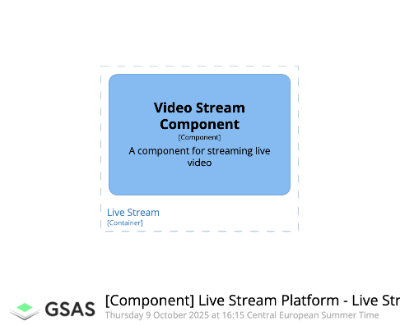 Video Stream
Component
[Component]
A component for streaming live
video
Live Stream
[Container]
GSAS
[Component] Live Stream Platform - Live Str
Thursday 9 October 2025 at 16:15 Central European Summer Time